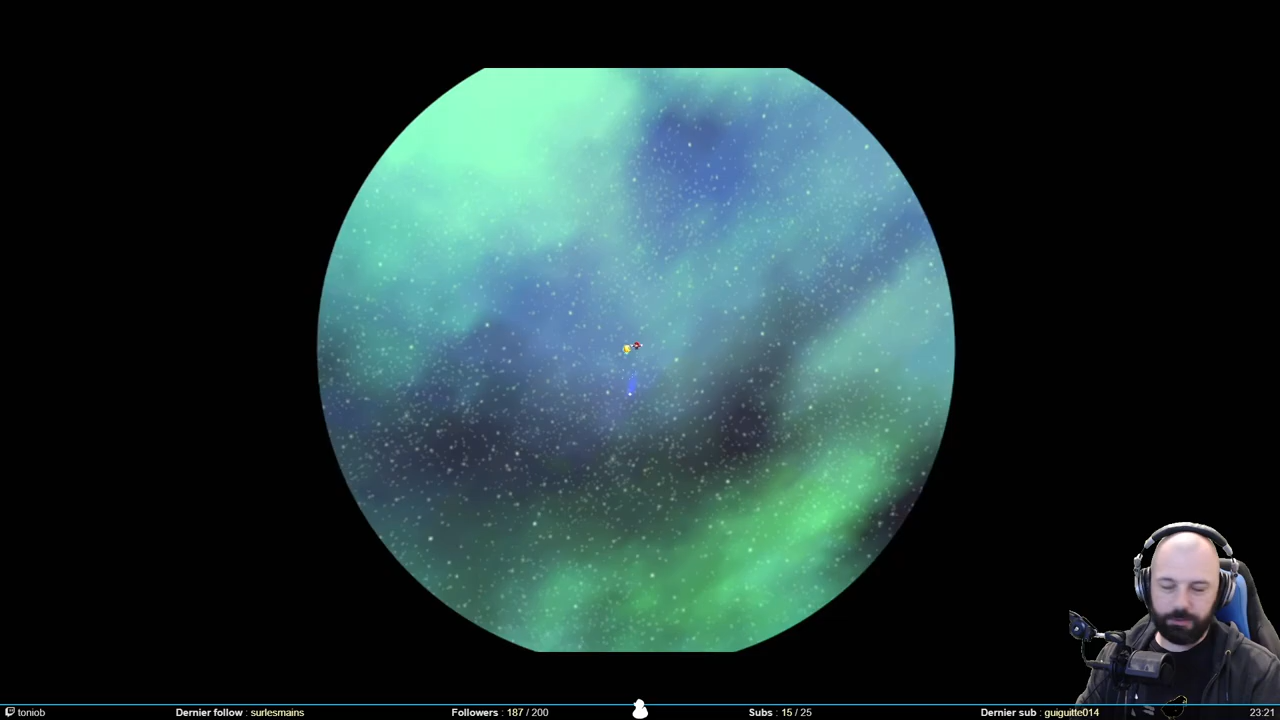 toniob Dernier follow : surlesmains Followers : 187 / 200 Subs : 15 / 25 Dernier sub : guiguitte014 23:21